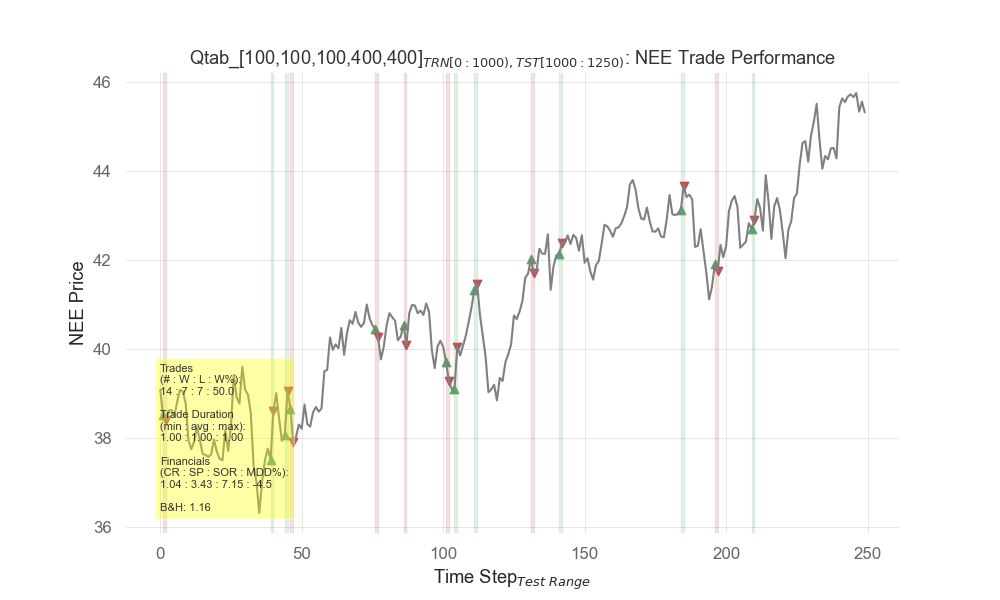 Qtab_[100,100,100,400,400]TRN[0 : 1000), TST[1000 : 1250): NEE Trade Performance
46
44
42
40
38
36
NEE Price
Trades
(# : W : L : W%):
14 : 7 : 7 : 50.0
Trade Duration
(min : avg : max):
1.00 : 1.00 : 1.00
Financials
(CR : SP : SOR : MDD%):
1.04 : 3.43 : 7.15 : -4.5
B&H: 1.16
0 50 100 150 200 250
Time StepTest Range